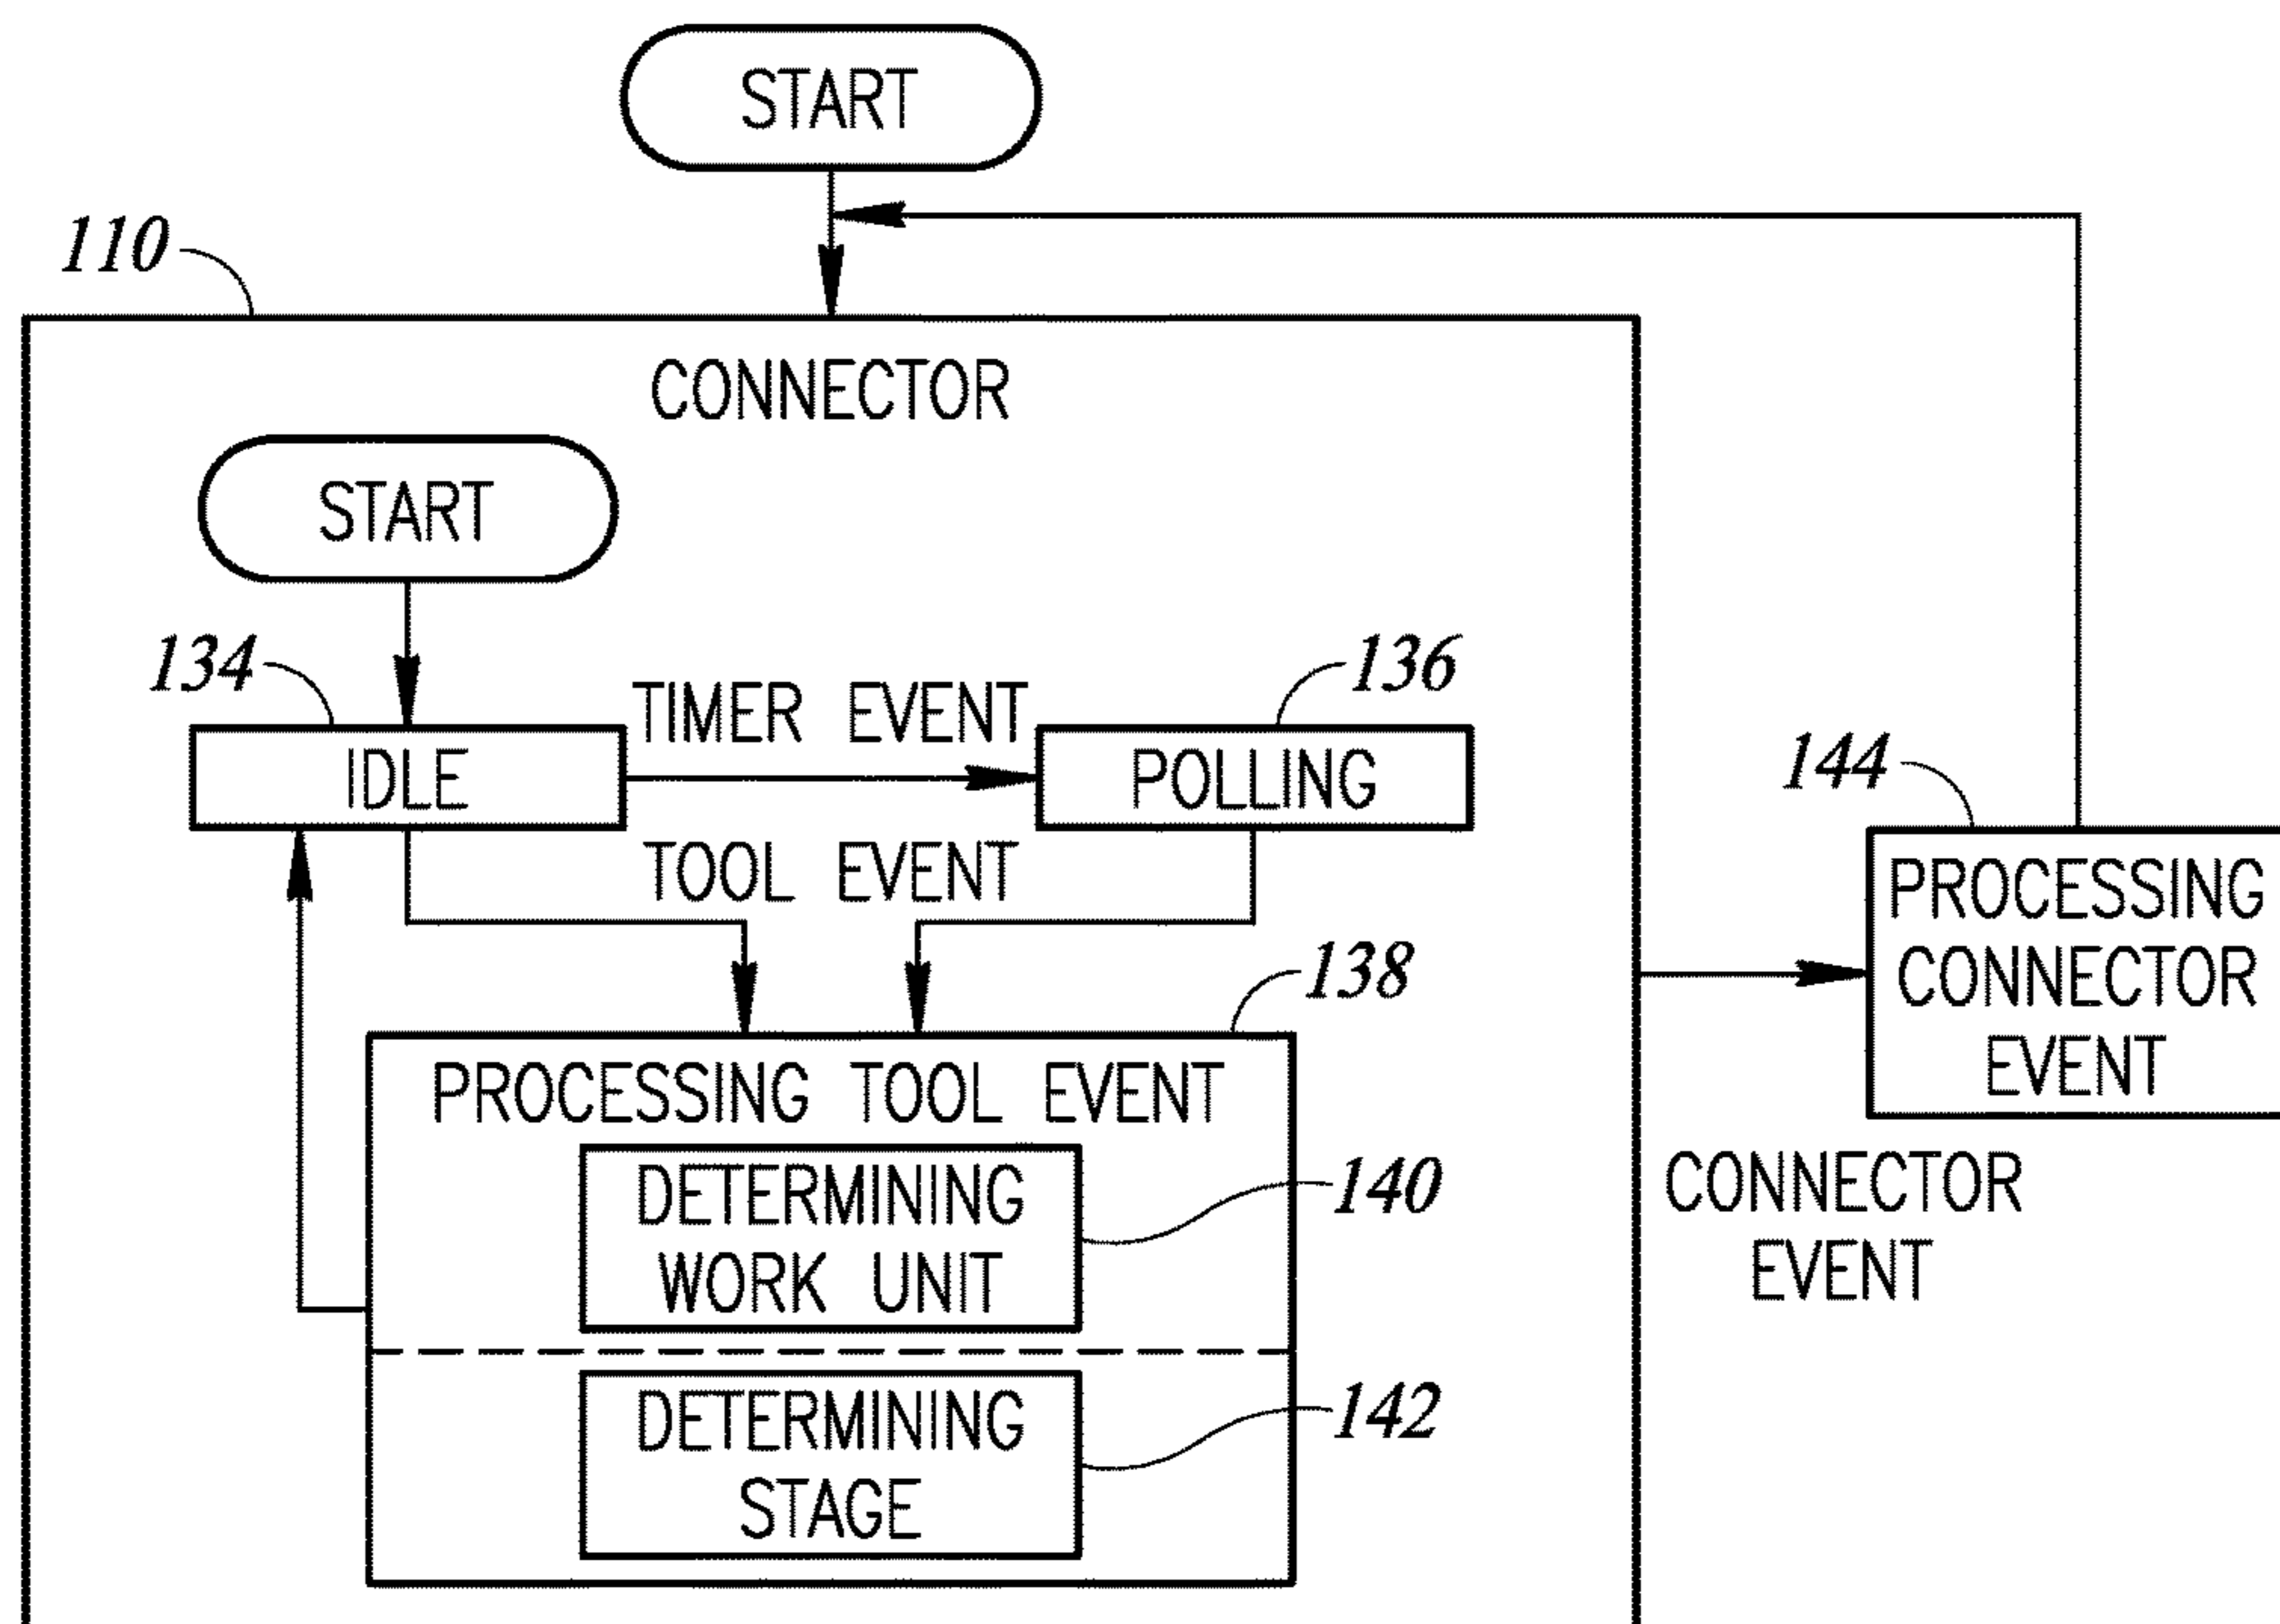 START
110
CONNECTOR
START
134
136
TIMER EVENT
IDLE
POLLING
144
TOOL EVENT
PROCESSING
CONNECTOR
EVENT
138
PROCESSING TOOL EVENT
DETERMINING
WORK UNIT
140
CONNECTOR
EVENT
DETERMINING
STAGE
142